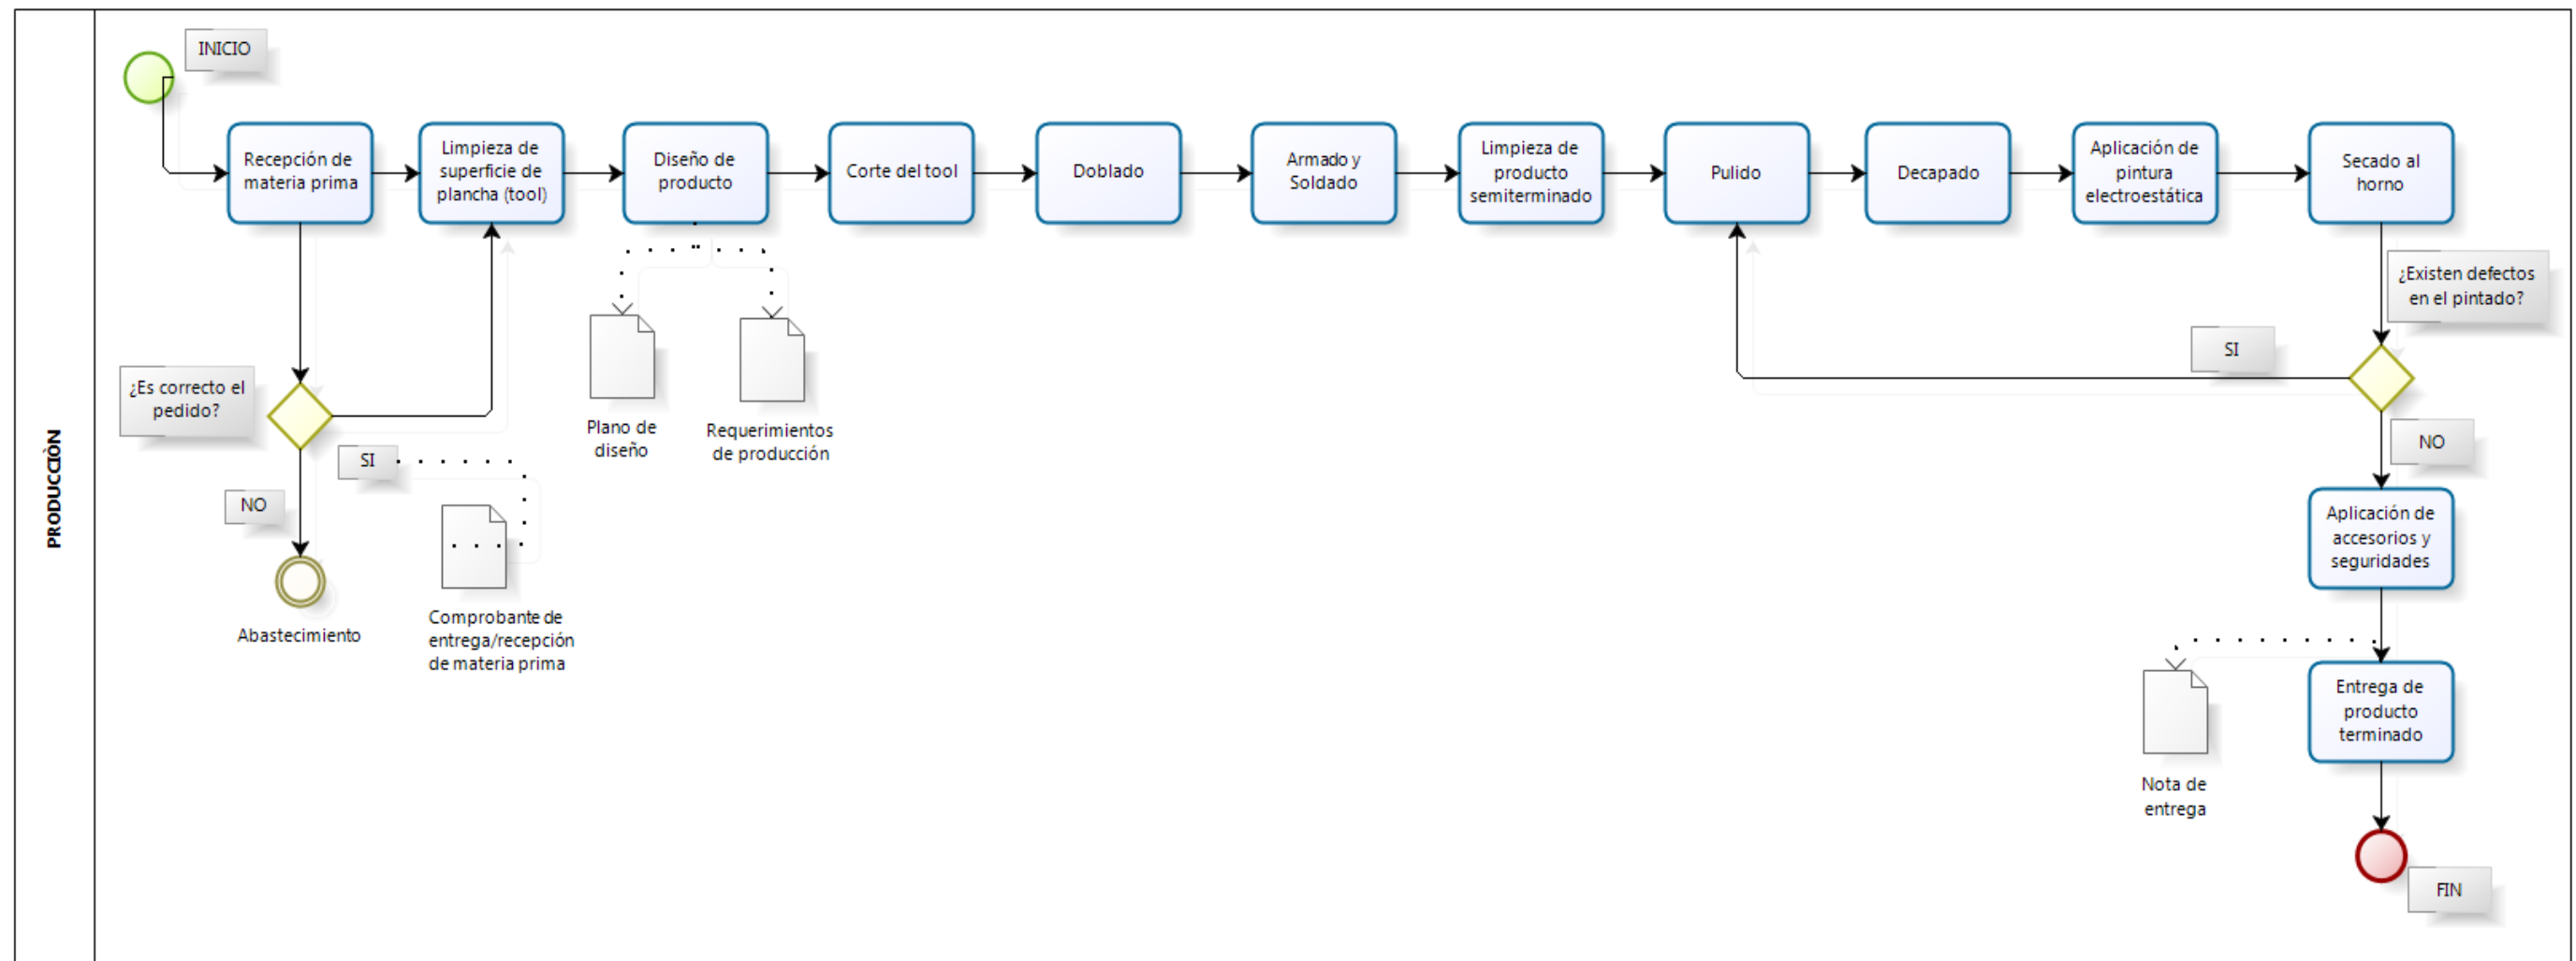 PRODUCCIÒN
INICIO
Recepción de
materia prima
Limpieza de
superficie de
plancha (tool)
Diseño de
producto
Corte del tool
Doblado
Armado y
Soldado
Limpieza de
producto
semiterminado
Pulido
Decapado
Aplicación de
pintura
electroestática
Secado al
horno
¿Existen defectos
en el pintado?
SI
NO
¿Es correcto el
pedido?
SI
NO
Abastecimiento
Comprobante de
entrega/recepción
de materia prima
Plano de
diseño
Requerimientos
de producción
Aplicación de
accesorios y
seguridades
Entrega de
producto
terminado
Nota de
entrega
FIN